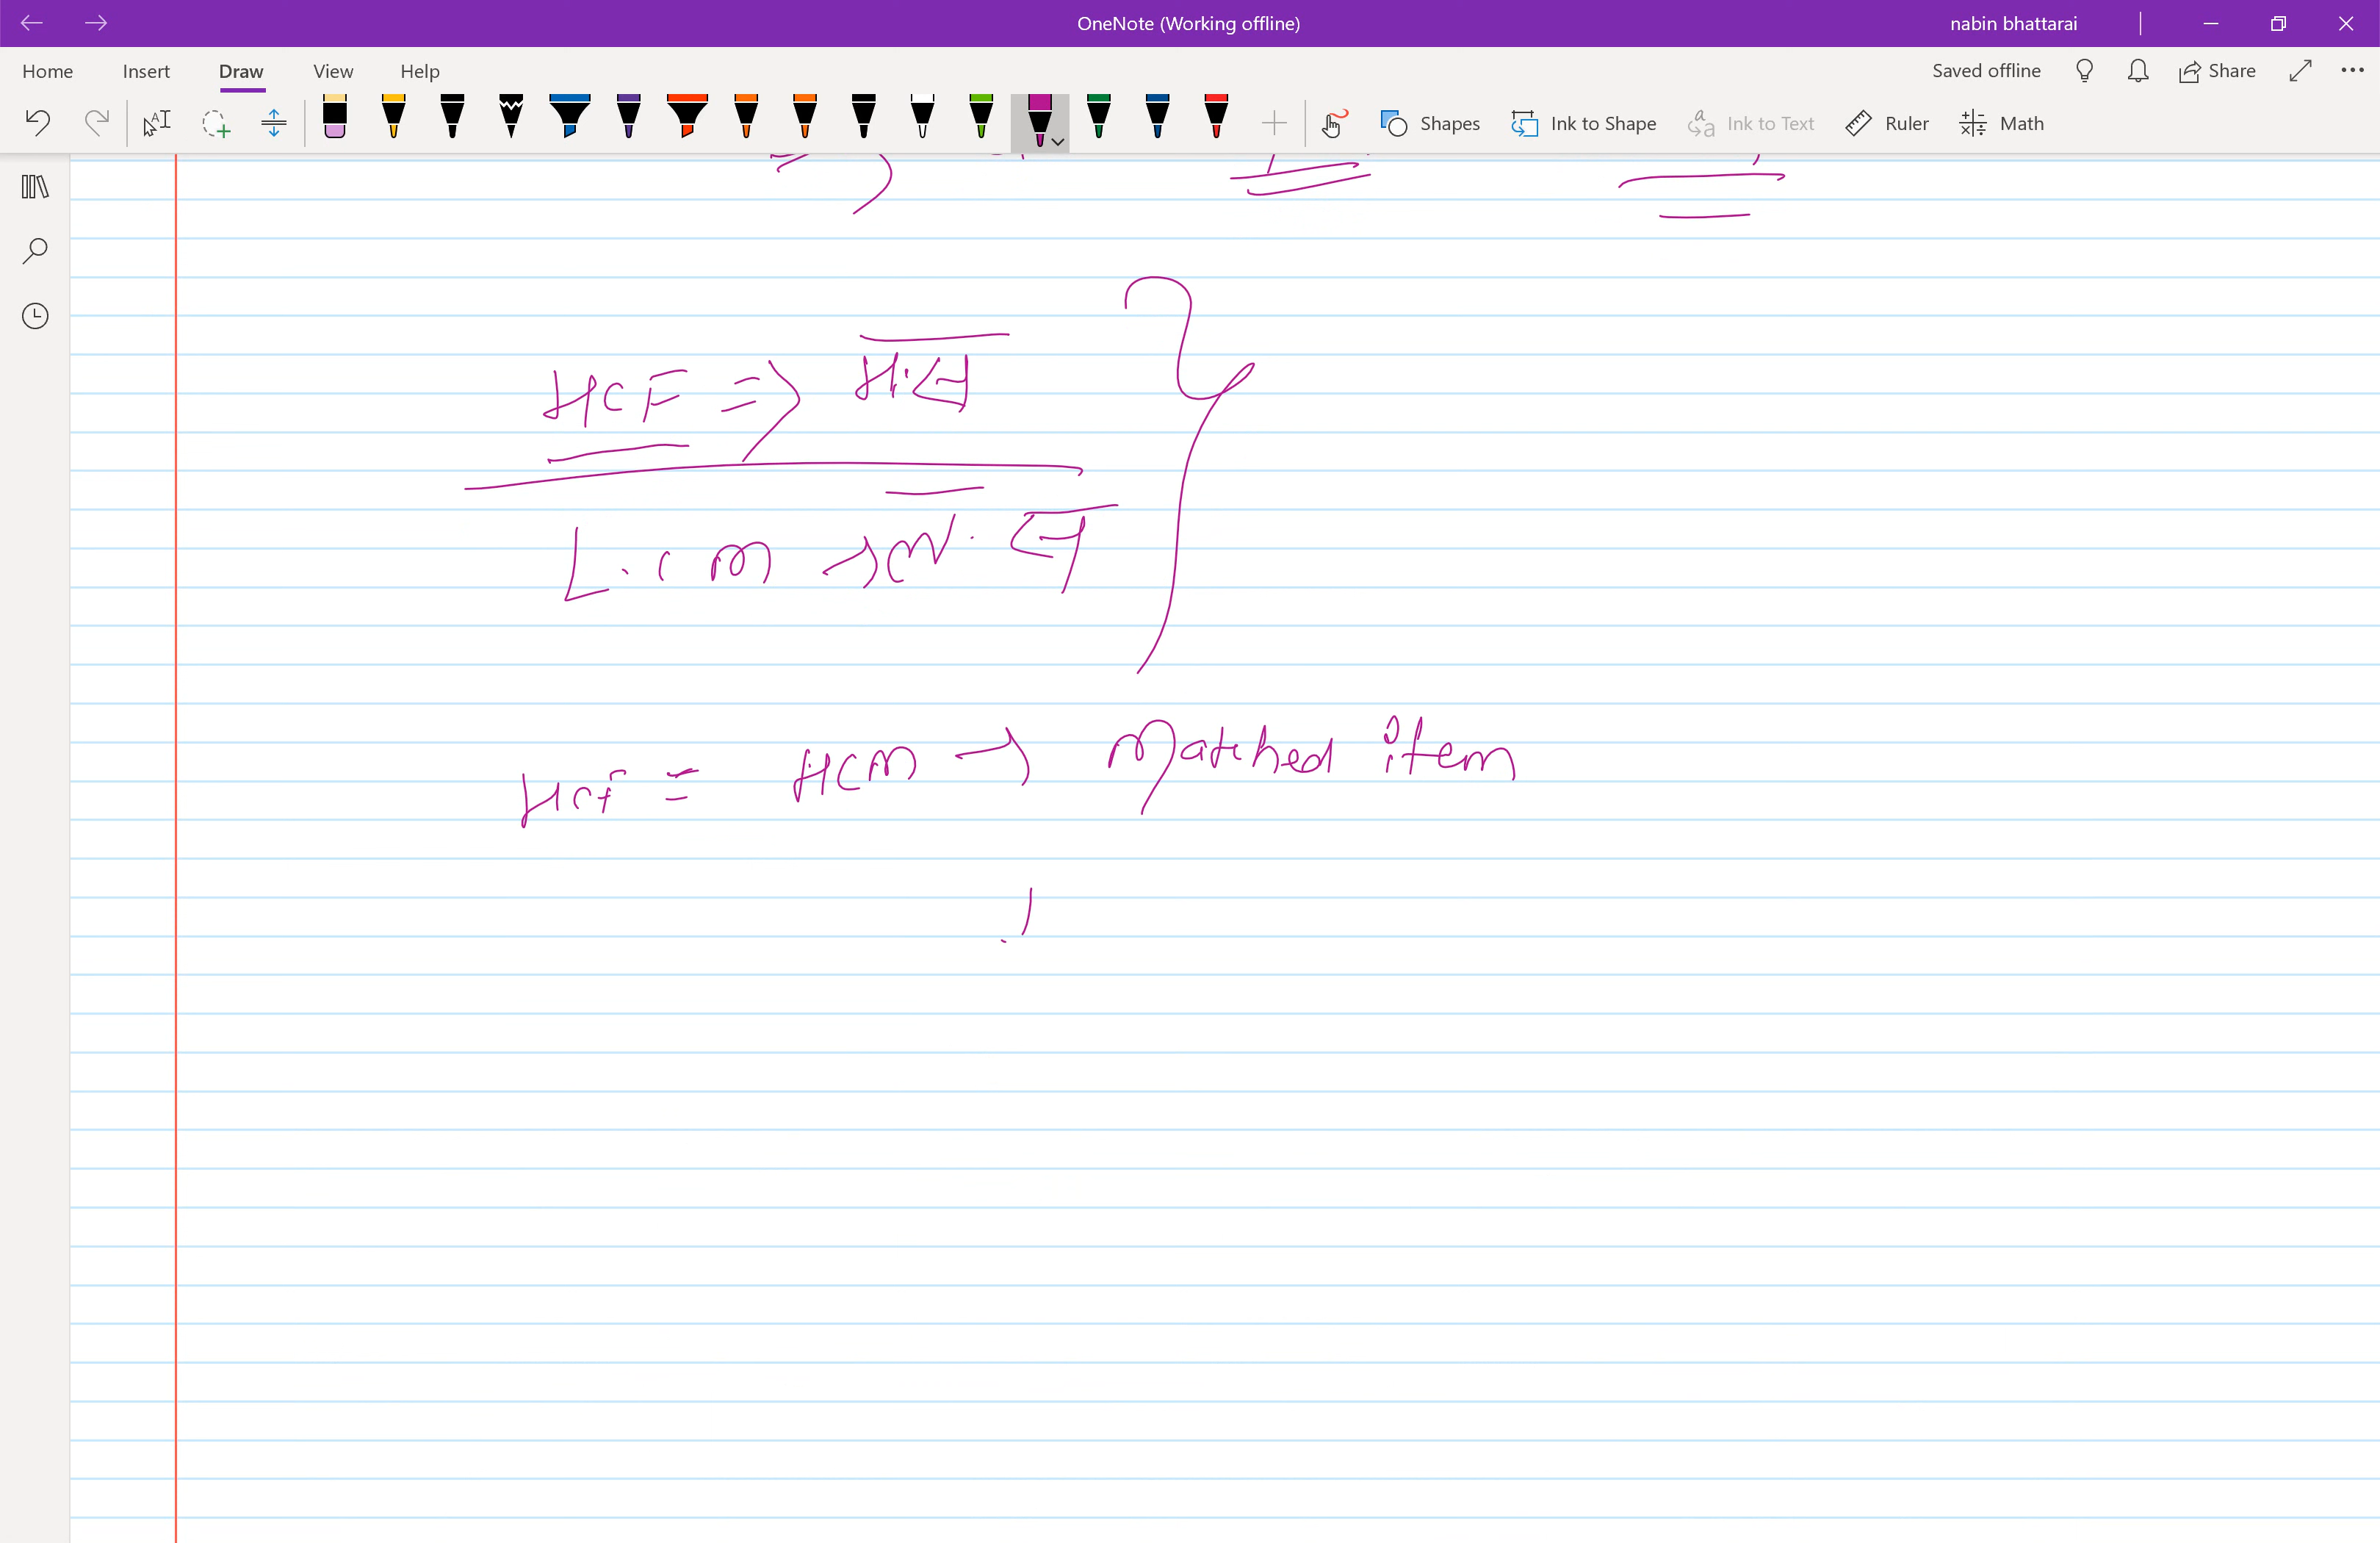 OneNote (Working offline) nabin bhattarai
Home Insert Draw View Help Saved offline Share
Shapes Ink to Shape Ink to Text Ruler Math
HCF =>
L.C.M →
HCF = HCM → Matched item